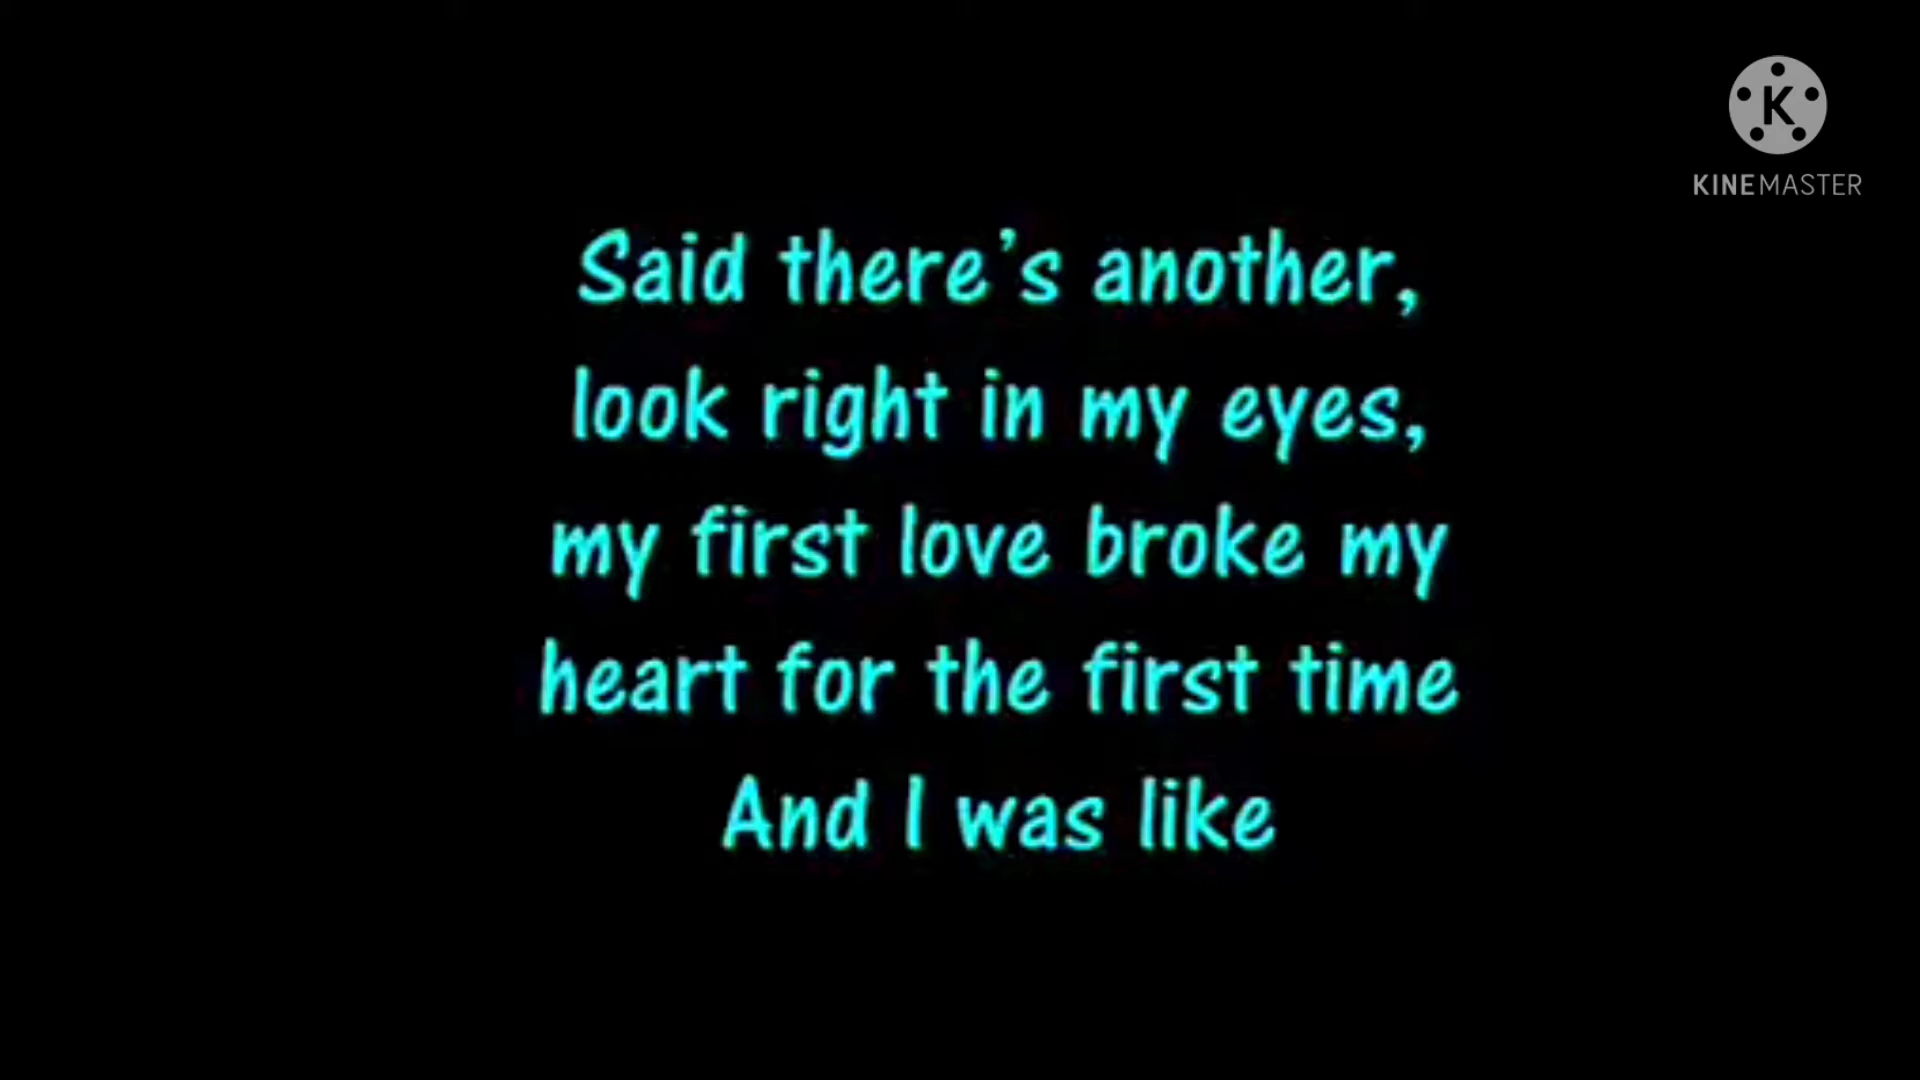 K
KINEMASTER
Said there's another,
look right in my eyes,
my first love broke my
heart for the first time
And I was like